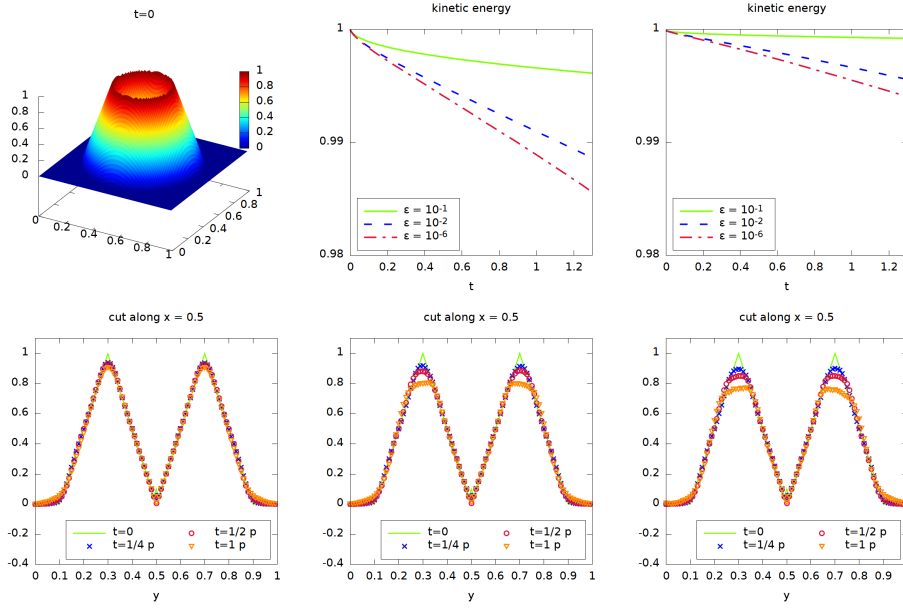 t=0
1
0.8
0.6
0.4
0.2
0
0
0.2
0.4
0.6
0.8
1
0
0.2
0.4
0.6
0.8
1
1
0.8
0.6
0.4
0.2
0
kinetic energy
1
0.99
0.98
0
0.2
0.4
0.6
0.8
1
1.2
t
ε = 10-1
ε = 10-2
ε = 10-6
kinetic energy
1
0.99
0.98
0
0.2
0.4
0.6
0.8
1
1.2
t
ε = 10-1
ε = 10-2
ε = 10-6
cut along x = 0.5
1
0.8
0.6
0.4
0.2
0
-0.2
-0.4
0 0.1 0.2 0.3 0.4 0.5 0.6 0.7 0.8 0.9 1
y
t=0
t=1/4 p
t=1/2 p
t=1 p
cut along x = 0.5
1
0.8
0.6
0.4
0.2
0
-0.2
-0.4
0 0.1 0.2 0.3 0.4 0.5 0.6 0.7 0.8 0.9 1
y
t=0
t=1/4 p
t=1/2 p
t=1 p
cut along x = 0.5
1
0.8
0.6
0.4
0.2
0
-0.2
-0.4
0 0.1 0.2 0.3 0.4 0.5 0.6 0.7 0.8 0.9
y
t=0
t=1/4 p
t=1/2 p
t=1 p